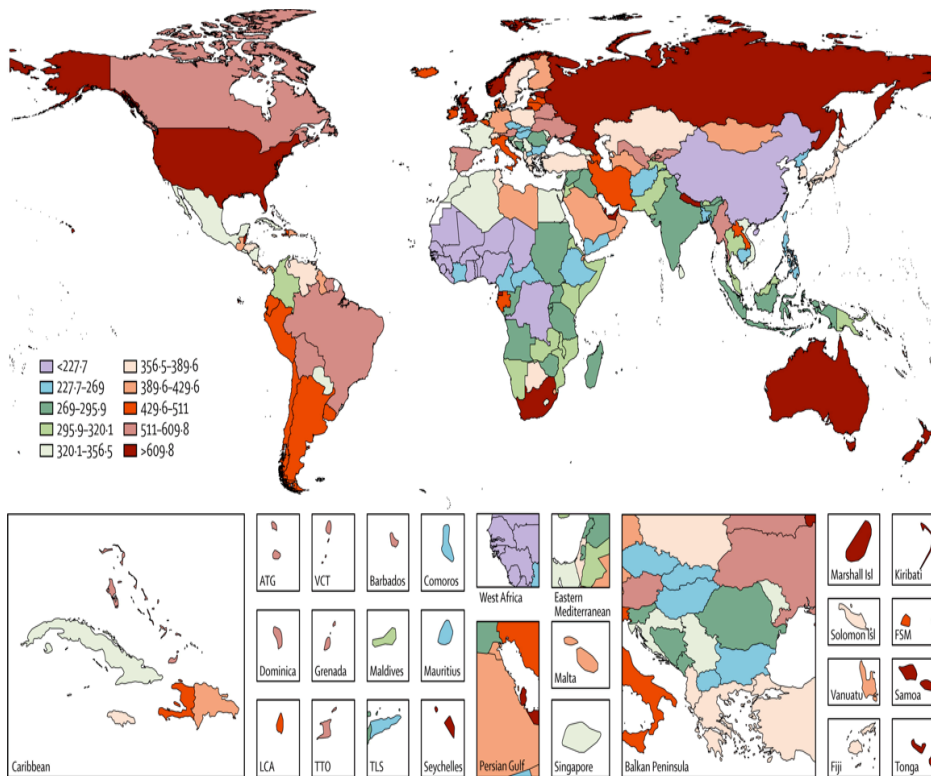 <227·7
227·7–269
269–295·9
295·9–320·1
320·1–356·5
356·5–389·6
389·6–429·6
429·6–511
511–609·8
>609·8
Caribbean
ATG
VCT
Barbados
Comoros
Dominica
Grenada
Maldives
Mauritius
LCA
TTO
TLS
Seychelles
West Africa
Eastern
Mediterranean
Persian Gulf
Malta
Singapore
Balkan Peninsula
Marshall Isl
Kiribati
Solomon Isl
FSM
Vanuatu
Samoa
Fiji
Tonga